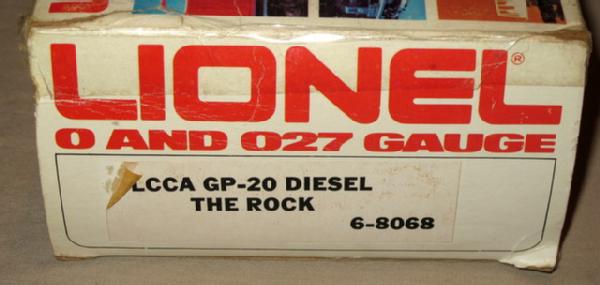 LIONEL®
O AND O27 GAUGE
LCCA GP-20 DIESEL
THE ROCK
6-8068